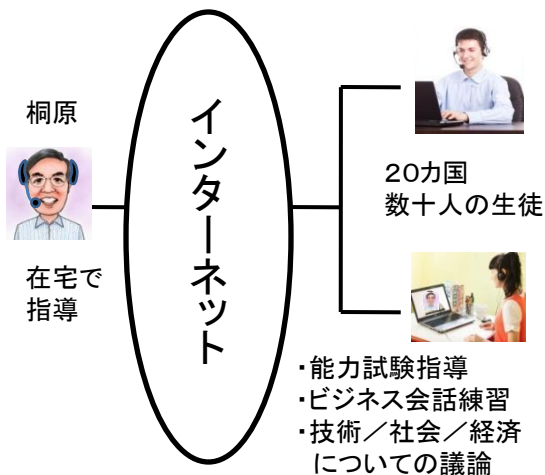 桐原
在宅で
指導
インターネット
20カ国
数十人の生徒
・能力試験指導
・ビジネス会話練習
・技術／社会／経済
についての議論